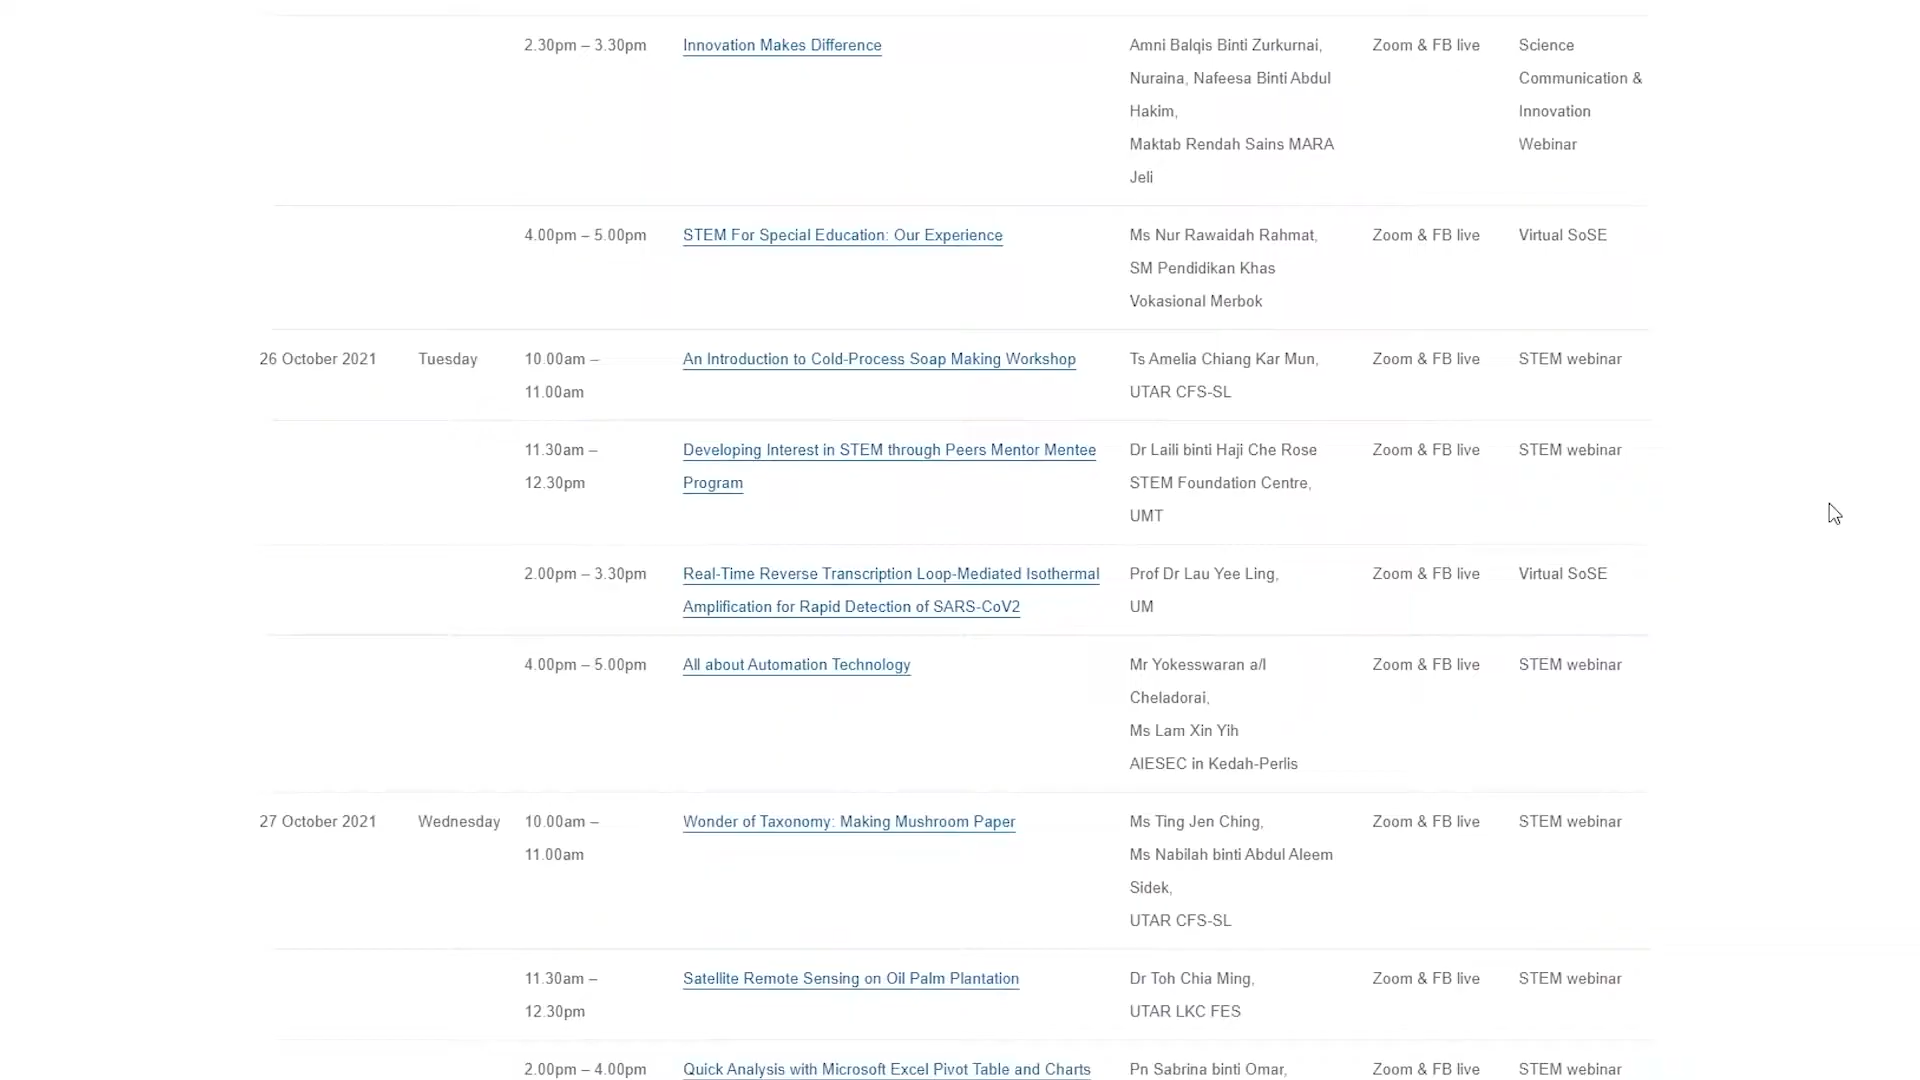 2.30pm – 3.30pm Innovation Makes Difference Amni Balqis Binti Zurkurnai, Zoom & FB live Science
Nuraina, Nafeesa Binti Abdul Communication &
Hakim, Innovation
Maktab Rendah Sains MARA Webinar
Jeli
4.00pm – 5.00pm STEM For Special Education: Our Experience Ms Nur Rawaidah Rahmat, Zoom & FB live Virtual SoSE
SM Pendidikan Khas
Vokasional Merbok
26 October 2021 Tuesday 10.00am – An Introduction to Cold-Process Soap Making Workshop Ts Amelia Chiang Kar Mun, Zoom & FB live STEM webinar
11.00am UTAR CFS-SL
11.30am – Developing Interest in STEM through Peers Mentor Mentee Dr Laili binti Haji Che Rose Zoom & FB live STEM webinar
12.30pm Program STEM Foundation Centre,
UMT
2.00pm – 3.30pm Real-Time Reverse Transcription Loop-Mediated Isothermal Prof Dr Lau Yee Ling, Zoom & FB live Virtual SoSE
Amplification for Rapid Detection of SARS-CoV2 UM
4.00pm – 5.00pm All about Automation Technology Mr Yokesswaran a/l Zoom & FB live STEM webinar
Cheladorai,
Ms Lam Xin Yih
AIESEC in Kedah-Perlis
27 October 2021 Wednesday 10.00am – Wonder of Taxonomy: Making Mushroom Paper Ms Ting Jen Ching, Zoom & FB live STEM webinar
11.00am Ms Nabilah binti Abdul Aleem
Sidek,
UTAR CFS-SL
11.30am – Satellite Remote Sensing on Oil Palm Plantation Dr Toh Chia Ming, Zoom & FB live STEM webinar
12.30pm UTAR LKC FES
2.00pm – 4.00pm Quick Analysis with Microsoft Excel Pivot Table and Charts Pn Sabrina binti Omar, Zoom & FB live STEM webinar